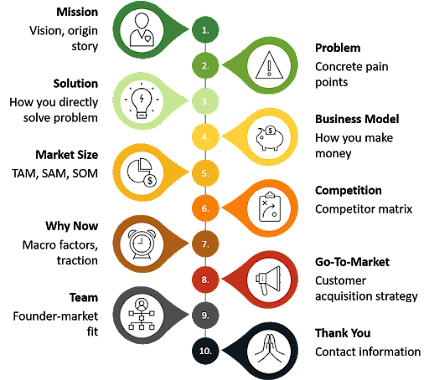 Mission
Vision, origin
story
1.
Problem
Concrete pain
points
2.
Solution
How you directly
solve problem
3.
Business Model
How you make
money
4.
Market Size
TAM, SAM, SOM
5.
$
Competition
Competitor matrix
6.
Why Now
Macro factors,
traction
7.
Go-To-Market
Customer
acquisition strategy
8.
Team
Founder-market
fit
9.
Thank You
Contact information
10.